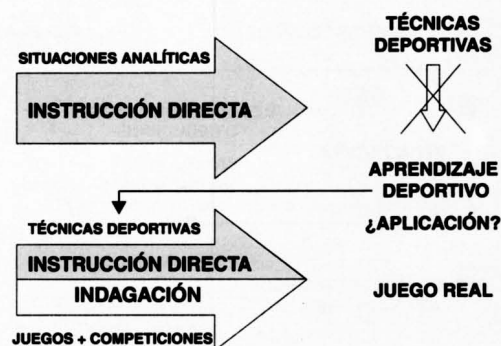 SITUACIONES ANALÍTICAS
INSTRUCCIÓN DIRECTA
TÉCNICAS
DEPORTIVAS
APRENDIZAJE
DEPORTIVO
¿APLICACIÓN?
TÉCNICAS DEPORTIVAS
INSTRUCCIÓN DIRECTA
INDAGACIÓN
JUEGOS + COMPETICIONES
JUEGO REAL